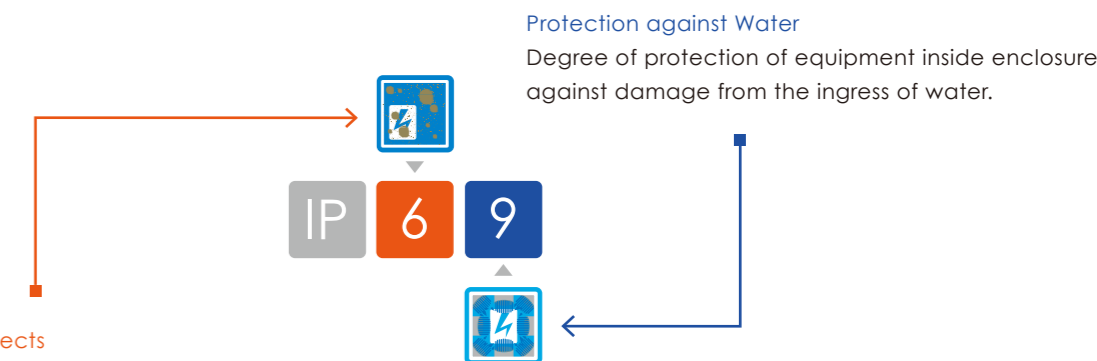 Protection against Water
Degree of protection of equipment inside enclosure
against damage from the ingress of water.
IP 6 9
ects